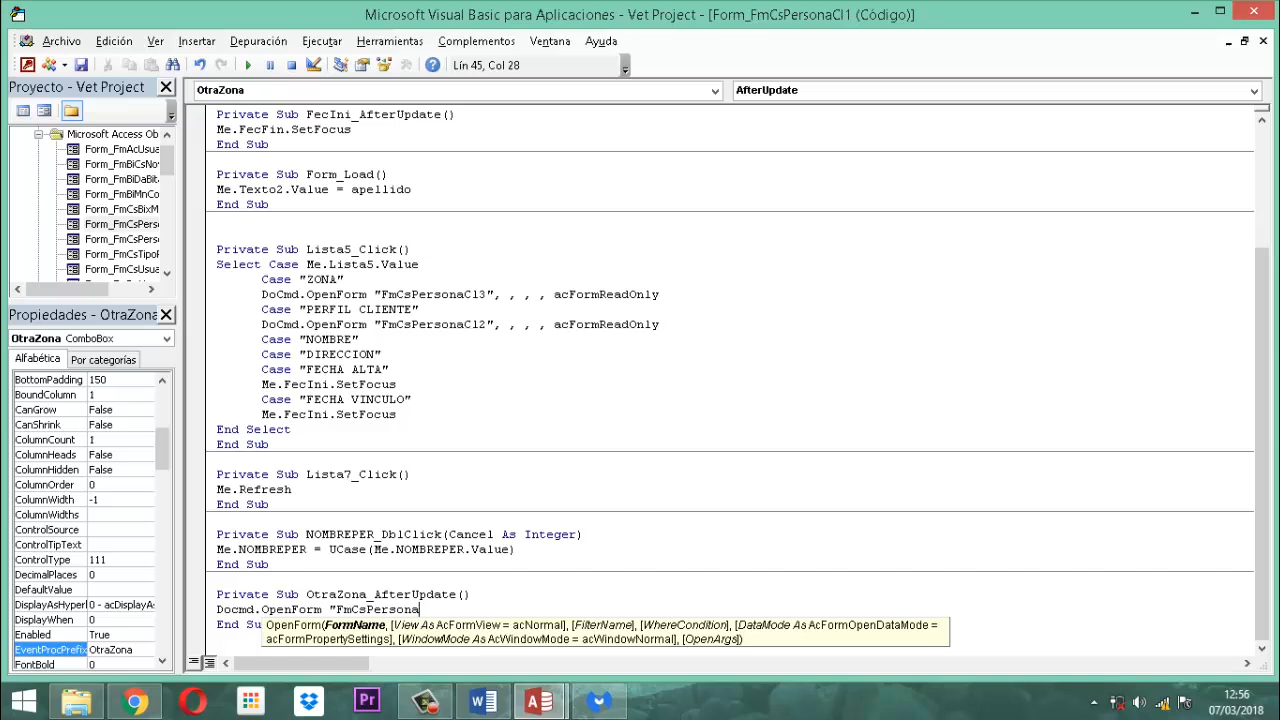 Microsoft Visual Basic para Aplicaciones - Vet Project - [Form_FmCsPersonaCl1 (Código)]
Archivo Edición Ver Insertar Formato Depuración Ejecutar Herramientas Complementos Ventana Ayuda
Lín 45, Col 28
Proyecto - Vet Project
Microsoft Access Ob
Form_FmAcUsua
Form_FmBiCsNo
Form_FmBiDaBit
Form_FmBiMnCo
Form_FmCsBixM
Form_FmCsPerse
Form_FmCsPerse
Form_FmCsTipoF
Form_FmCsUsua
Propiedades - OtraZona
OtraZona ComboBox
Alfabética Por categorías
BottomPadding 150
BoundColumn 1
CanGrow False
CanShrink False
ColumnCount 1
ColumnHeads False
ColumnHidden False
ColumnOrder 0
ColumnWidth -1
ColumnWidths
ControlSource
ControlTipText
ControlType 111
DecimalPlaces 0
DefaultValue
DisplayAsHyperl 0 - acDisplayAs
DisplayWhen 0
Enabled True
EventProcPrefix OtraZona
FontBold 0
OtraZona AfterUpdate
Private Sub FecIni_AfterUpdate()
Me.FecFin.SetFocus
End Sub
Private Sub Form_Load()
Me.Texto2.Value = apellido
End Sub
Private Sub Lista5_Click()
Select Case Me.Lista5.Value
Case "ZONA"
DoCmd.OpenForm "FmCsPersonaCl3", , , , acFormReadOnly
Case "PERFIL CLIENTE"
DoCmd.OpenForm "FmCsPersonaCl2", , , , acFormReadOnly
Case "NOMBRE"
Case "DIRECCION"
Case "FECHA ALTA"
Me.FecIni.SetFocus
Case "FECHA VINCULO"
Me.FecIni.SetFocus
End Select
End Sub
Private Sub Lista7_Click()
Me.Refresh
End Sub
Private Sub NOMBREPER_DblClick(Cancel As Integer)
Me.NOMBREPER = UCase(Me.NOMBREPER.Value)
End Sub
Private Sub OtraZona_AfterUpdate()
Docmd.OpenForm "FmCsPersona
End Su
OpenForm(FormName, [View As AcFormView = acNormal], [FilterName], [WhereCondition], [DataMode As AcFormOpenDataMode =
acFormPropertySettings], [WindowMode As AcWindowMode = acWindowNormal], [OpenArgs])
Pr
12:56
07/03/2018